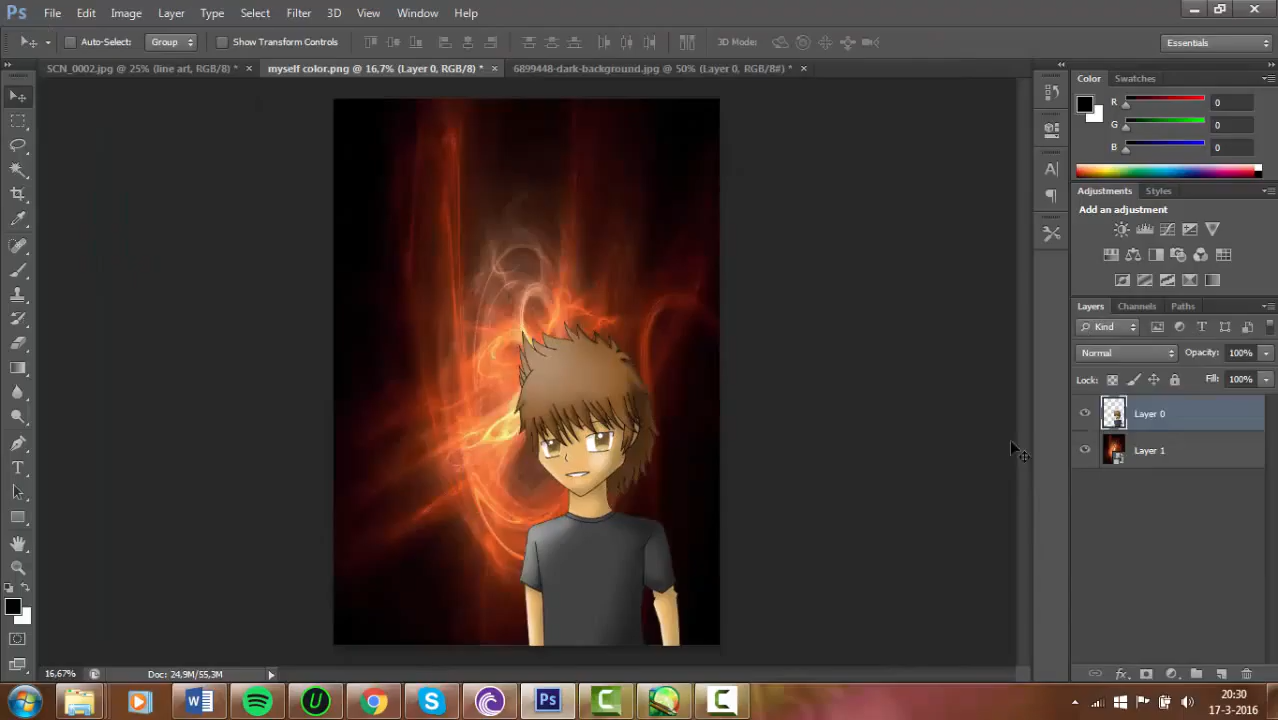 Ps File Edit Image Layer Type Select Filter 3D View Window Help
Auto-Select: Group Show Transform Controls 3D Mode: Essentials
SCN_0002.jpg @ 25% (line art, RGB/8) * × myself color.png @ 16,7% (Layer 0, RGB/8) * × 6899448-dark-background.jpg @ 50% (Layer 0, RGB/8#) * ×
Color Swatches
R 0
G 0
B 0
Adjustments Styles
Add an adjustment
Layers Channels Paths
Kind
Normal Opacity: 100%
Lock: Fill: 100%
Layer 0
Layer 1
16,67% Doc: 24,9M/55,3M
20:30
17-3-2016